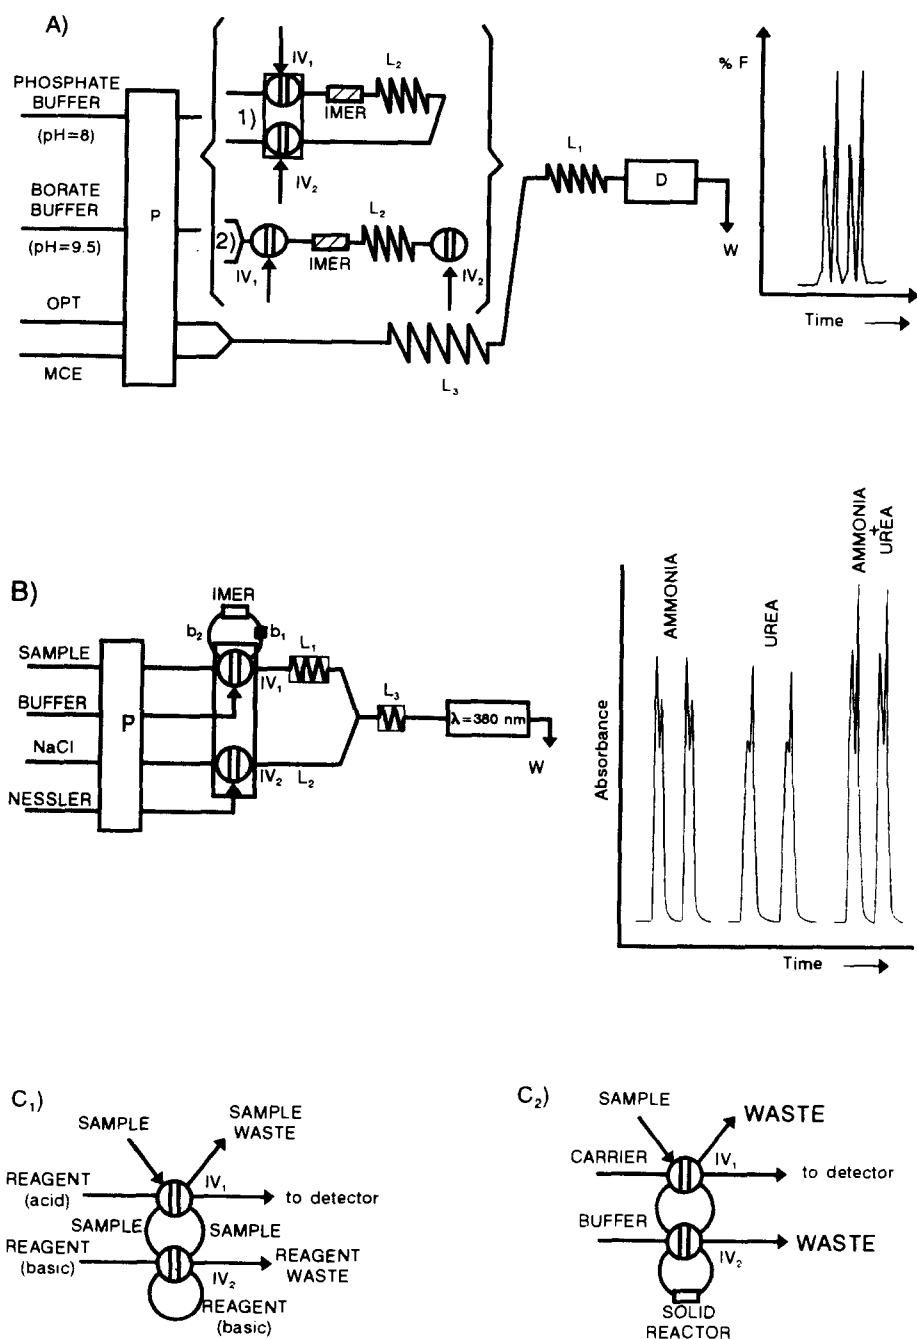 A)
PHOSPHATE
BUFFER
(pH=8)
BORATE
BUFFER
(pH=9.5)
OPT
MCE
P
1)
IV₁
L₂
IMER
IV₂
2)
L₂
IV₁
IMER
IV₂
L₃
L₁
D
W
% F
Time
B)
IMER
b₂
b₁
SAMPLE
BUFFER
NaCl
NESSLER
P
IV₁
L₁
IV₂
L₂
L₃
λ=380 nm
W
Absorbance
AMMONIA
UREA
AMMONIA
+
UREA
Time
C₁)
SAMPLE
SAMPLE
WASTE
REAGENT
(acid)
IV₁
to detector
SAMPLE
SAMPLE
REAGENT
(basic)
IV₂
REAGENT
WASTE
REAGENT
(basic)
C₂)
SAMPLE
WASTE
CARRIER
IV₁
to detector
BUFFER
IV₂
WASTE
SOLID
REACTOR